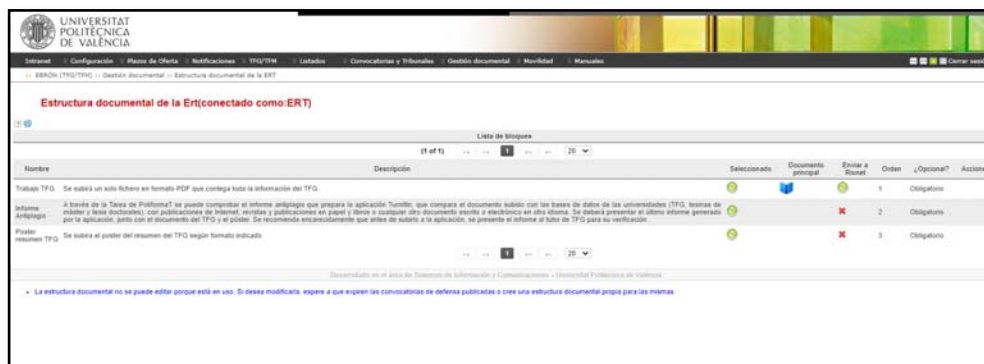 UNIVERSITAT
POLITÈCNICA
DE VALÈNCIA
Intranet Configuración Plazos de Oferta Notificaciones TFG/TFM Listados Convocatorias y Tribunales Gestión documental Movilidad Manuales Cerrar sesi
EBRÓN (TFG/TFM) :: Gestión documental :: Estructura documental de la ERT
Estructura documental de la Ert(conectado como:ERT)
Lista de bloques
(1 of 1) 1 20
Nombre Descripción Seleccionado Documento principal Enviar a Riunet Orden ¿Opcional? Accione
Trabajo TFG Se subirá un solo fichero en formato PDF que contega toda la información del TFG. 1 Obligatorio
Informe Antiplagio A través de la Tarea de PoliformaT se puede comprobar el informe antiplagio que prepara la aplicación Turnitin, que compara el documento subido con las bases de datos de las universidades (TFG, tesinas de
máster y tesis doctorales), con publicaciones de Internet, revistas y publicaciones en papel y libros o cualquier otro documento escrito o electrónico en otro idioma. Se deberá presentar el último informe generado
por la aplicación, junto con el documento del TFG y el póster. Se recomienda encarecidamente que antes de subirlo a la aplicación, se presente el informe al tutor de TFG para su verificación. 2 Obligatorio
Poster resumen TFG Se subira el poster del resumen del TFG según formato indicado 3 Obligatorio
1 20
Desarrollado en el Área de Sistemas de Información y Comunicaciones - Universitat Politècnica de València
La estructura documental no se puede editar porque está en uso. Si desea modificarla, espere a que expiren las convocatorias de defensa publicadas o cree una estructura documental propia para las mismas.